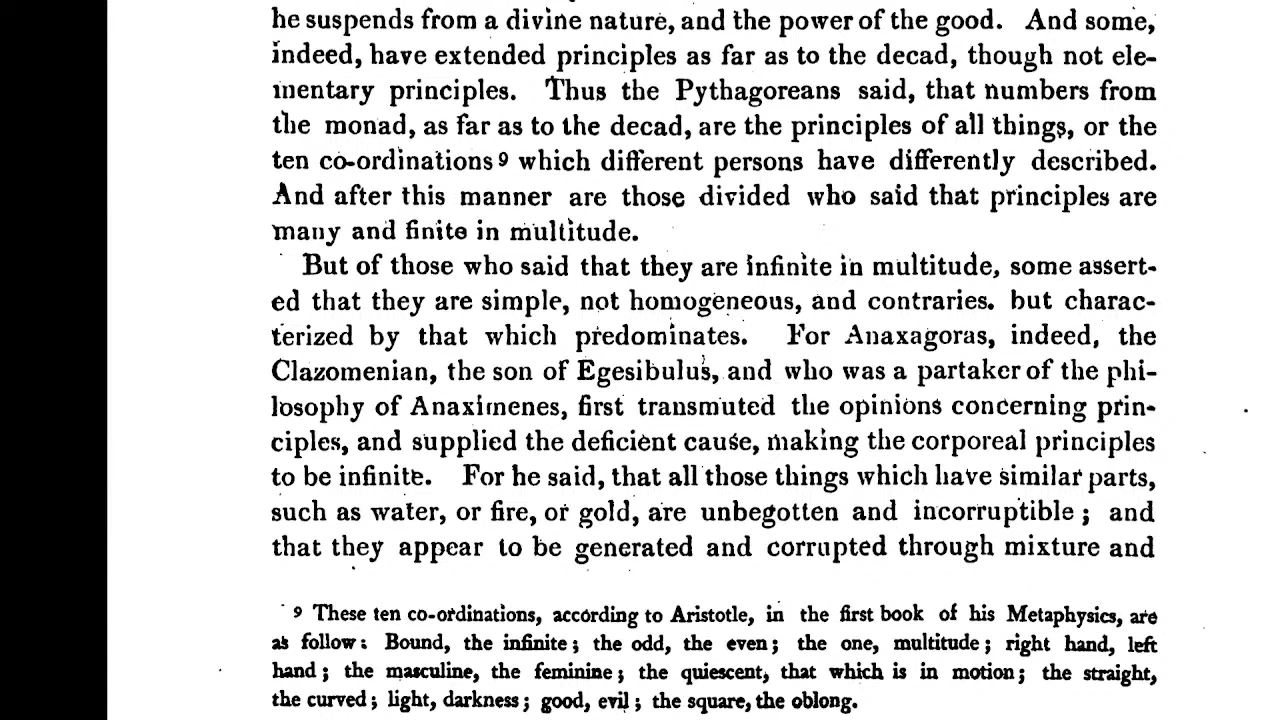 he suspends from a divine nature, and the power of the good. And some,
indeed, have extended principles as far as to the decad, though not ele-
mentary principles. Thus the Pythagoreans said, that numbers from
the monad, as far as to the decad, are the principles of all things, or the
ten co-ordinations 9 which different persons have differently described.
And after this manner are those divided who said that principles are
many and finite in multitude.
But of those who said that they are infinite in multitude, some assert-
ed that they are simple, not homogeneous, and contraries. but charac-
terized by that which predominates. For Anaxagoras, indeed, the
Clazomenian, the son of Egesibulus, and who was a partaker of the phi-
losophy of Anaximenes, first transmuted the opinions concerning prin-
ciples, and supplied the deficient cause, making the corporeal principles
to be infinite. For he said, that all those things which have similar parts,
such as water, or fire, or gold, are unbegotten and incorruptible ; and
that they appear to be generated and corrupted through mixture and
9 These ten co-ordinations, according to Aristotle, in the first book of his Metaphysics, are
as follow: Bound, the infinite ; the odd, the even ; the one, multitude ; right hand, left
hand ; the masculine, the feminine ; the quiescent, that which is in motion ; the straight,
the curved ; light, darkness ; good, evil ; the square, the oblong.